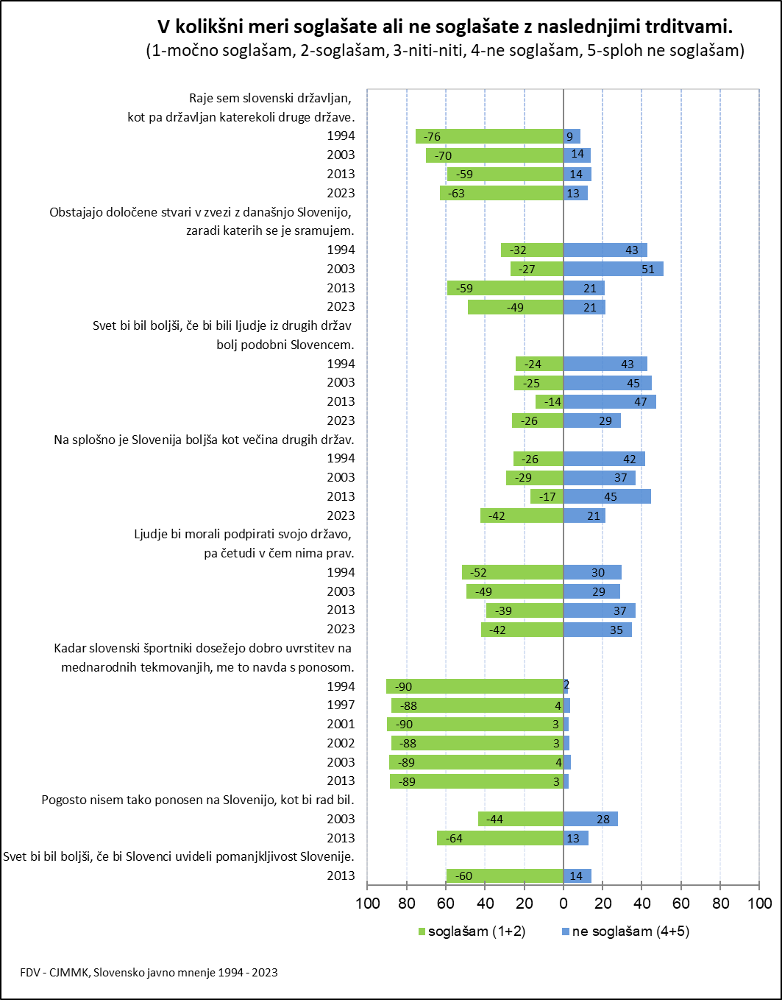 V kolikšni meri soglašate ali ne soglašate z naslednjimi trditvami.
(1-močno soglašam, 2-soglašam, 3-niti-niti, 4-ne soglašam, 5-sploh ne soglašam)
Raje sem slovenski državljan,
kot pa državljan katerekoli druge države.
1994 -76 9
2003 -70 14
2013 -59 14
2023 -63 13
Obstajajo določene stvari v zvezi z današnjo Slovenijo,
zaradi katerih se je sramujem.
1994 -32 43
2003 -27 51
2013 -59 21
2023 -49 21
Svet bi bil boljši, če bi bili ljudje iz drugih držav
bolj podobni Slovencem.
1994 -24 43
2003 -25 45
2013 -14 47
2023 -26 29
Na splošno je Slovenija boljša kot večina drugih držav.
1994 -26 42
2003 -29 37
2013 -17 45
2023 -42 21
Ljudje bi morali podpirati svojo državo,
pa četudi v čem nima prav.
1994 -52 30
2003 -49 29
2013 -39 37
2023 -42 35
Kadar slovenski športniki dosežejo dobro uvrstitev na
mednarodnih tekmovanjih, me to navda s ponosom.
1994 -90 2
1997 -88 4
2001 -90 3
2002 -88 3
2003 -89 4
2013 -89 3
Pogosto nisem tako ponosen na Slovenijo, kot bi rad bil.
2003 -44 28
2013 -64 13
Svet bi bil boljši, če bi Slovenci uvideli pomanjkljivost Slovenije.
2013 -60 14
100 80 60 40 20 0 20 40 60 80 100
soglašam (1+2) ne soglašam (4+5)
FDV - CJMMK, Slovensko javno mnenje 1994 - 2023